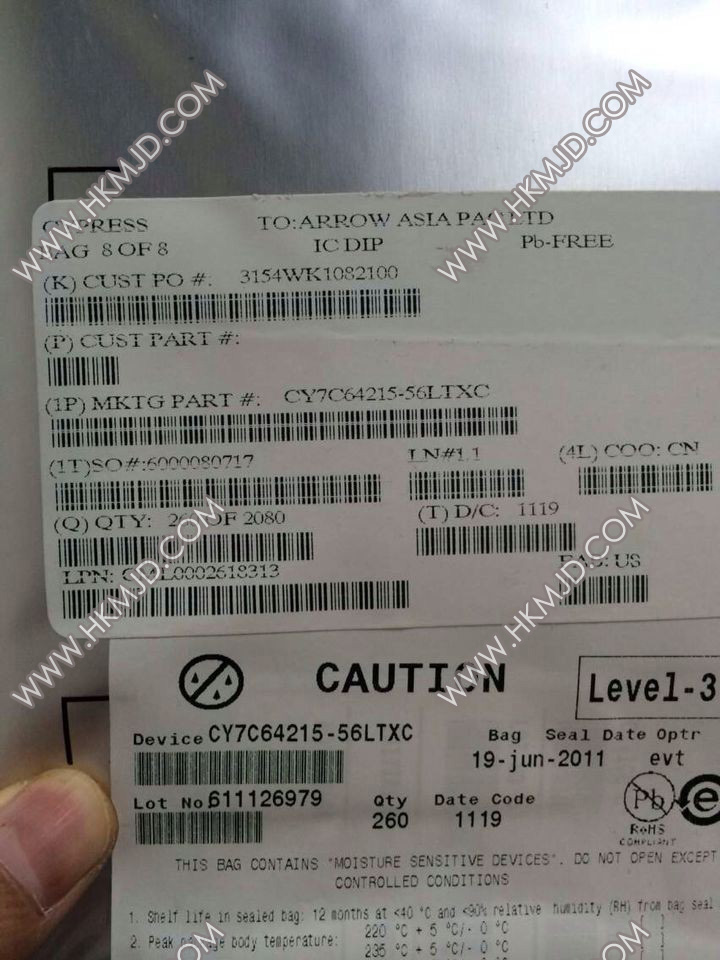 WWW.HKMJD.COM
WWW.HKMJD.COM
TO:ARROW ASIA PAC LTD
8 OF 8 IC DIP Pb-FREE
(K) CUST PO #: 3154WK1082100
(P) CUST PART #:
(1P) MKTG PART #: CY7C64215-56LTXC
(1T)SO#:6000080717 LN#1.1 (4L) COO: CN
(Q) QTY: OF 2080 (T) D/C: 1119
LPN: US
WWW.HKMJD.COM
WWW.HKMJD.COM
CAUTION
Level-3
Device CY7C64215-56LTXC Bag Seal Date Optr
19-jun-2011 evt
Lot No. 611126979 Qty Date Code
260 1119
Pb e
RoHS
COMPLIANT
THIS BAG CONTAINS "MOISTURE SENSITIVE DEVICES". DO NOT OPEN EXCEPT
CONTROLLED CONDITIONS
1. Shelf life in sealed bag: 12 months at <40 °C and <90% relative humidity (RH) from bag seal
2. Peak package body temperature: 220 °C + 5 °C/- 0 °C
235 °C + 5 °C/- 0 °C